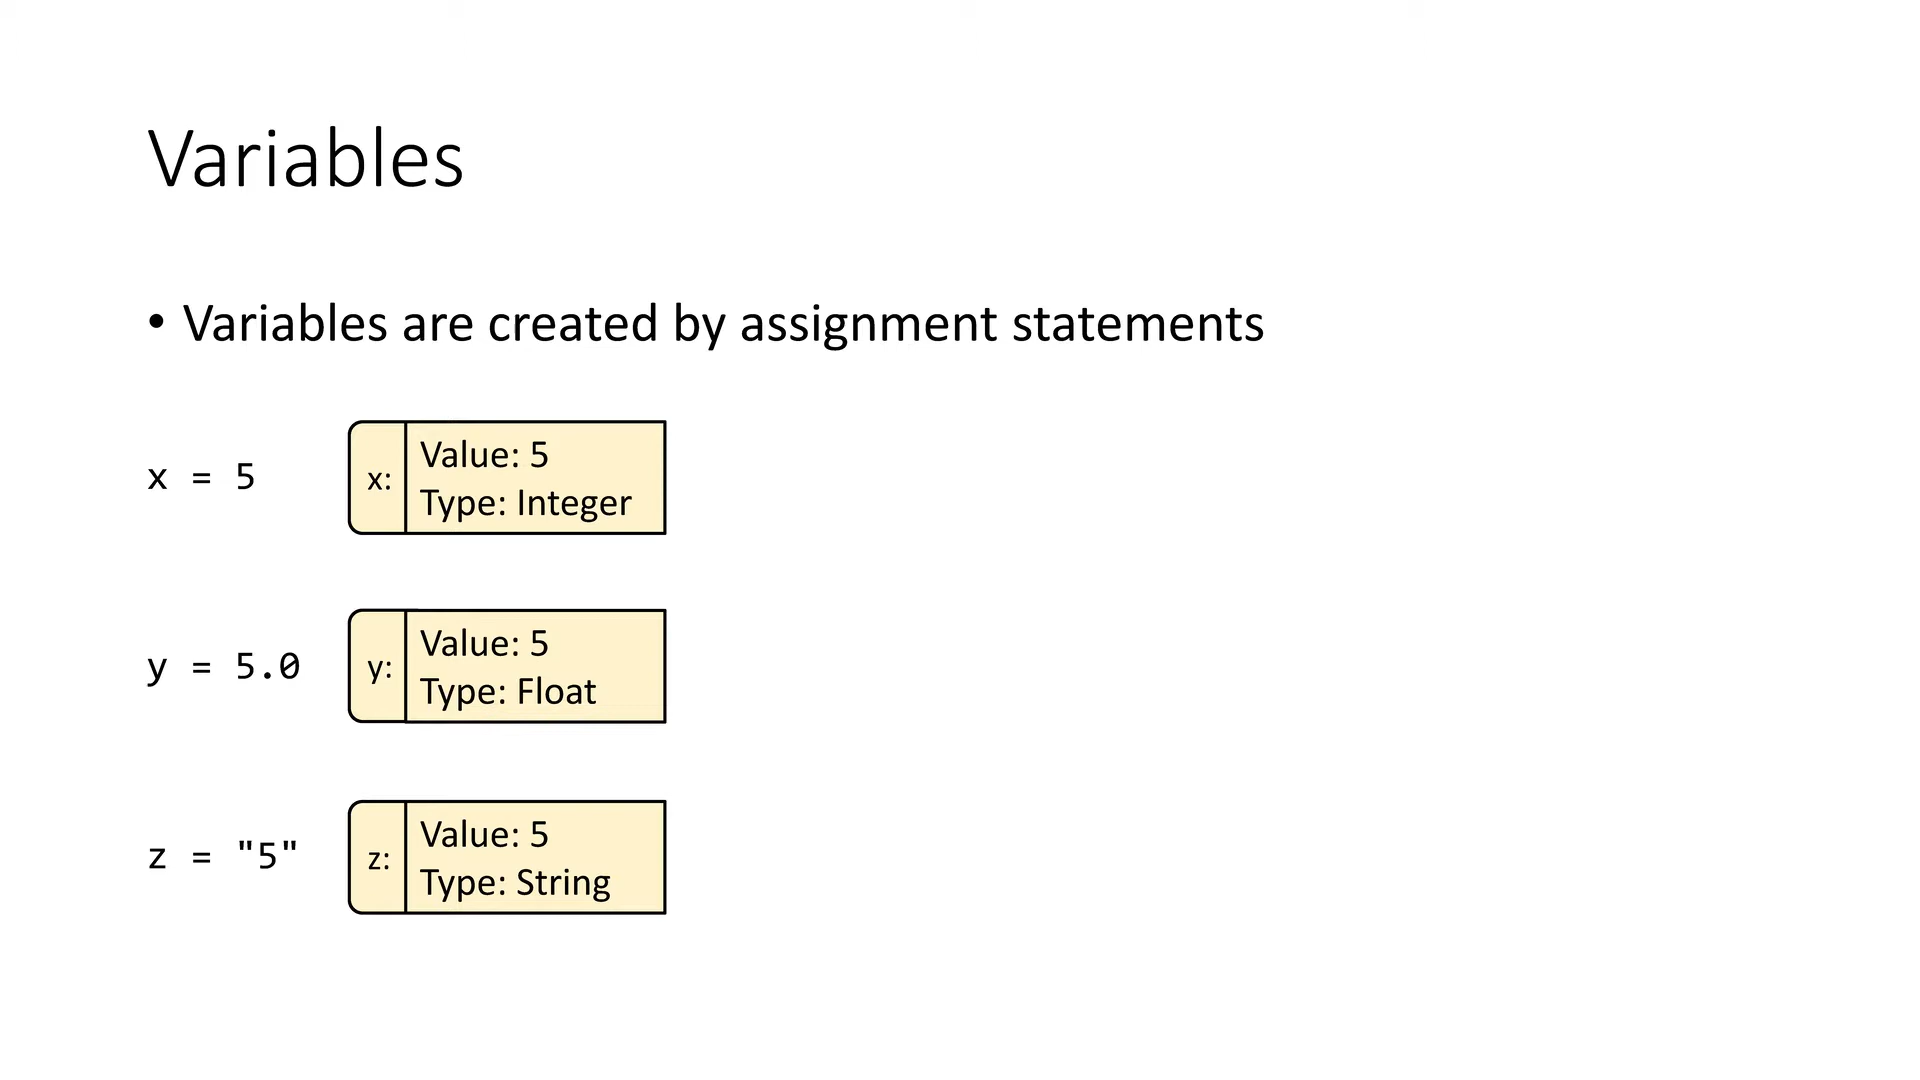 Variables
• Variables are created by assignment statements
x = 5
x:
Value: 5
Type: Integer
y = 5.0
y:
Value: 5
Type: Float
z = "5"
z:
Value: 5
Type: String